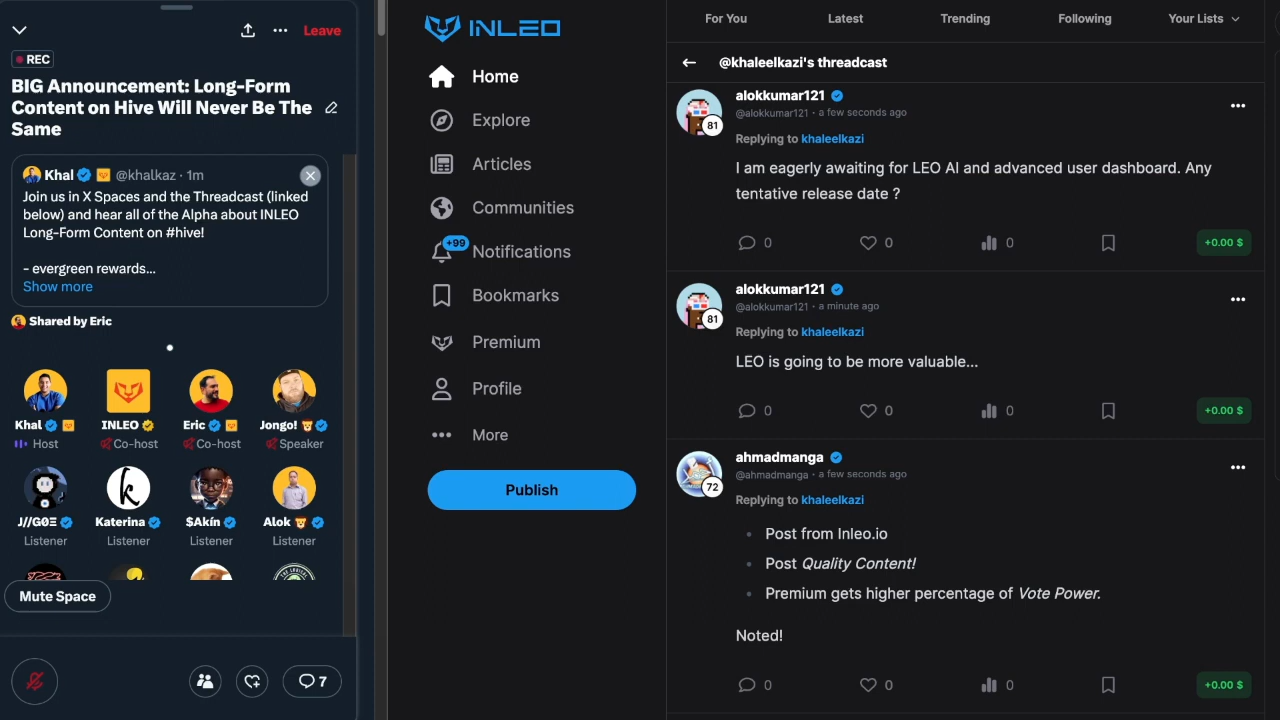 Leave
REC
BIG Announcement: Long-Form
Content on Hive Will Never Be The
Same
Khal @khalkaz · 1m
Join us in X Spaces and the Threadcast (linked
below) and hear all of the Alpha about INLEO
Long-Form Content on #hive!
- evergreen rewards...
Show more
Shared by Eric
Khal
Host
INLEO
Co-host
Eric
Co-host
Jongo!
Speaker
J//GØΞ
Listener
Katerina
Listener
$Akín
Listener
Alok
Listener
Mute Space
7
INLEO
Home
Explore
Articles
Communities
+99
Notifications
Bookmarks
Premium
Profile
More
Publish
For You
Latest
Trending
Following
Your Lists
@khaleelkazi's threadcast
alokkumar121
81
@alokkumar121 · a few seconds ago
Replying to khaleelkazi
I am eagerly awaiting for LEO AI and advanced user dashboard. Any
tentative release date ?
0 0 0 +0.00 $
alokkumar121
81
@alokkumar121 · a minute ago
Replying to khaleelkazi
LEO is going to be more valuable...
0 0 0 +0.00 $
ahmadmanga
72
@ahmadmanga · a few seconds ago
Replying to khaleelkazi
• Post from Inleo.io
• Post Quality Content!
• Premium gets higher percentage of Vote Power.
Noted!
0 0 0 +0.00 $